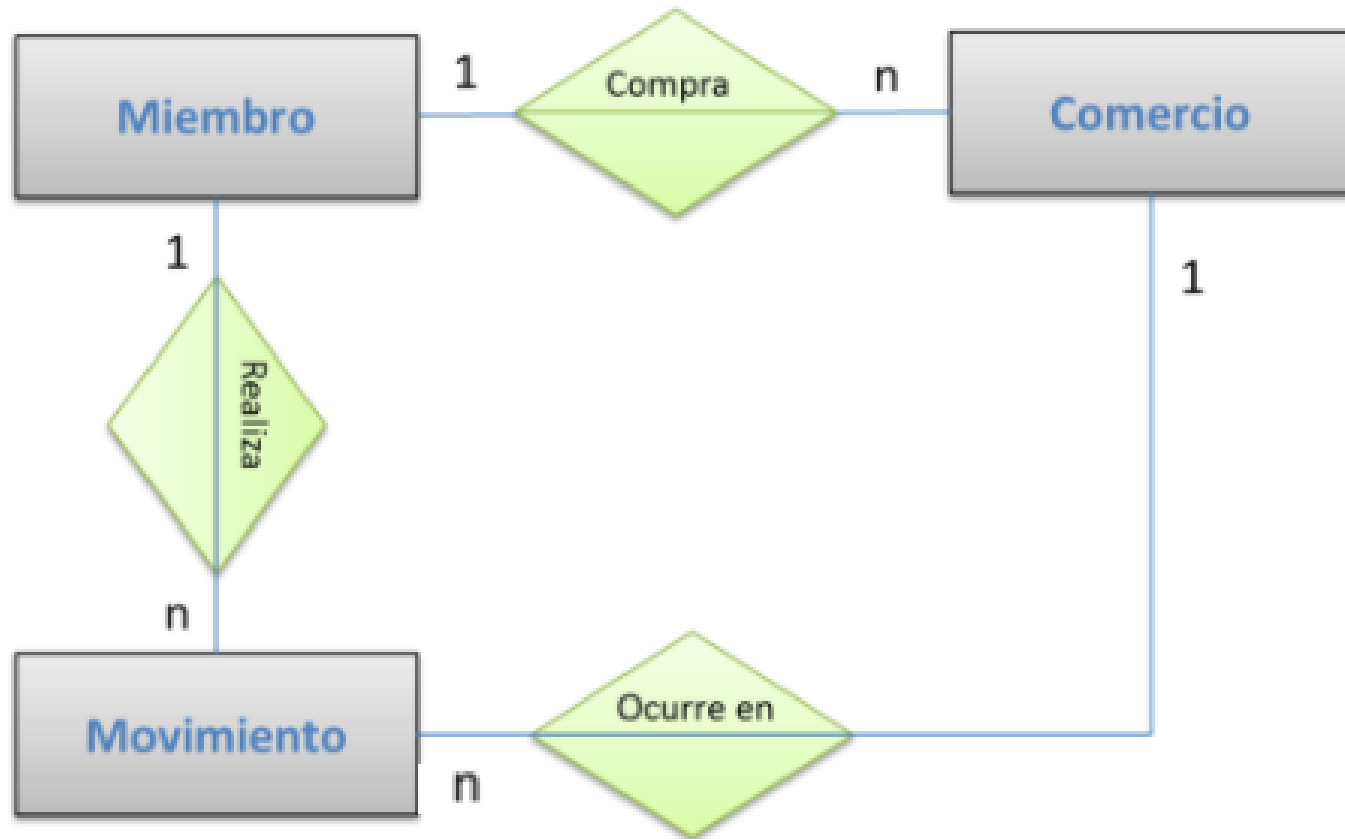 Miembro
1
Compra
n
Comercio
1
Realiza
n
1
Movimiento
n
Ocurre en